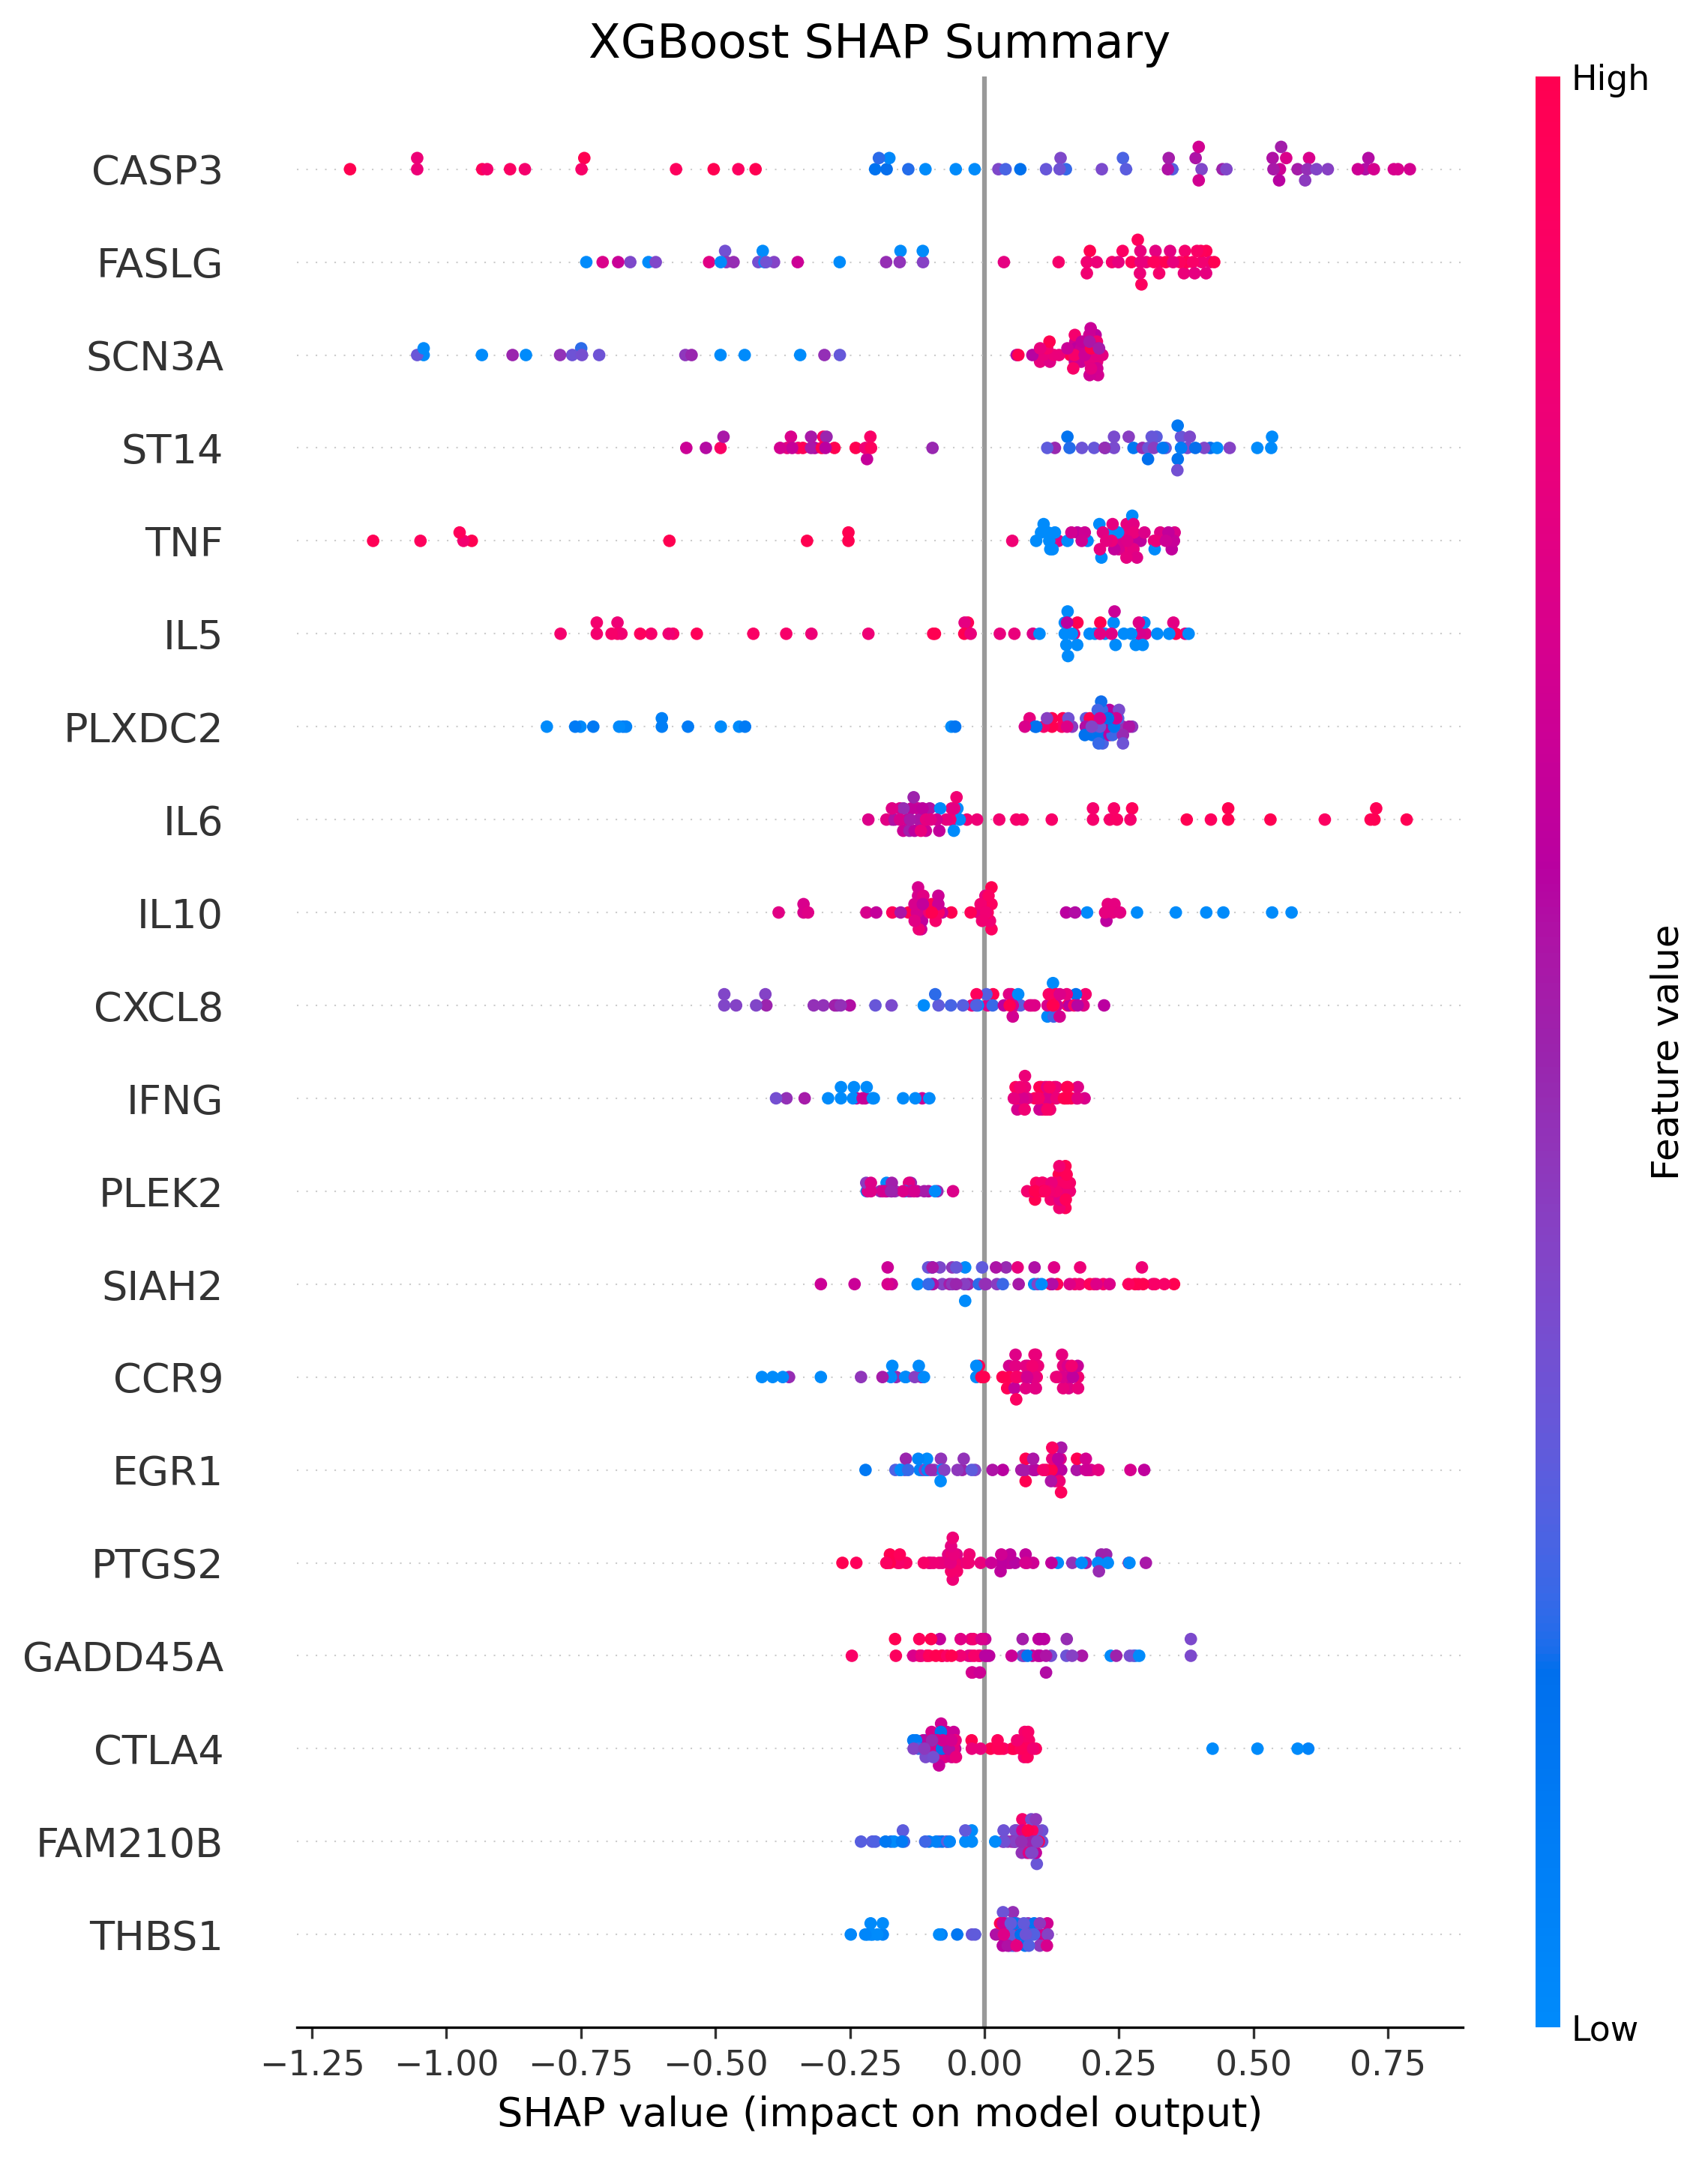 XGBoost SHAP Summary
High
CASP3
FASLG
SCN3A
ST14
TNF
IL5
PLXDC2
IL6
IL10
CXCL8
IFNG
PLEK2
SIAH2
CCR9
EGR1
PTGS2
GADD45A
CTLA4
FAM210B
THBS1
Feature value
Low
−1.25 −1.00 −0.75 −0.50 −0.25 0.00 0.25 0.50 0.75
SHAP value (impact on model output)